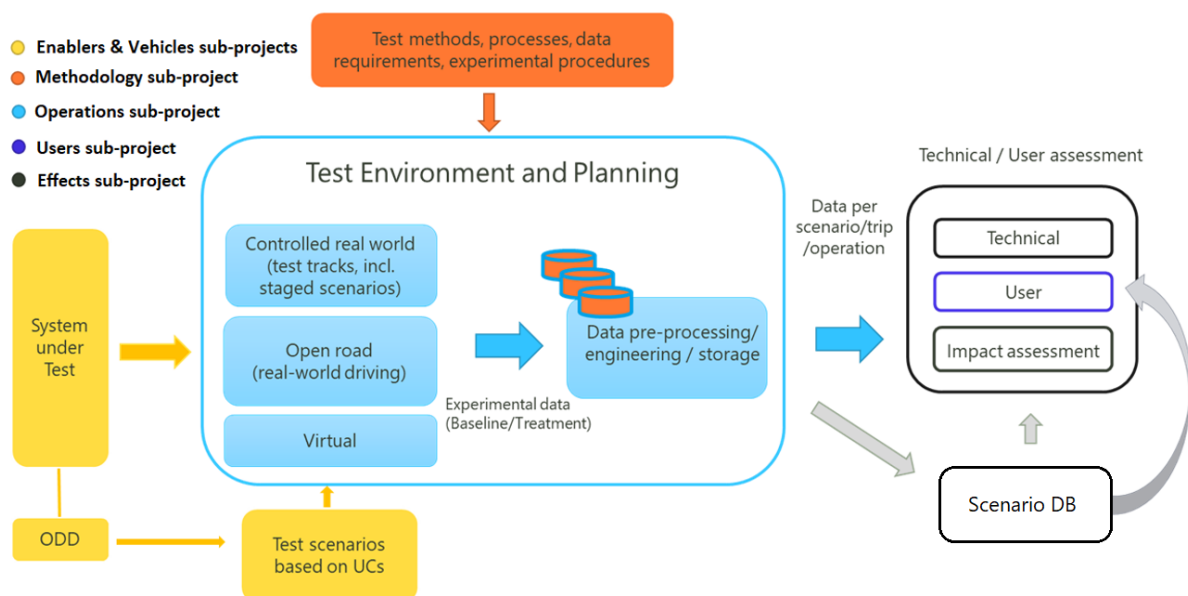 Enablers & Vehicles sub-projects
Methodology sub-project
Operations sub-project
Users sub-project
Effects sub-project
Test methods, processes, data
requirements, experimental procedures
Test Environment and Planning
System
under
Test
ODD
Controlled real world
(test tracks, incl.
staged scenarios)
Open road
(real-world driving)
Virtual
Experimental data
(Baseline/Treatment)
Data pre-processing/
engineering / storage
Test scenarios
based on UCs
Data per
scenario/trip
/operation
Technical / User assessment
Technical
User
Impact assessment
Scenario DB